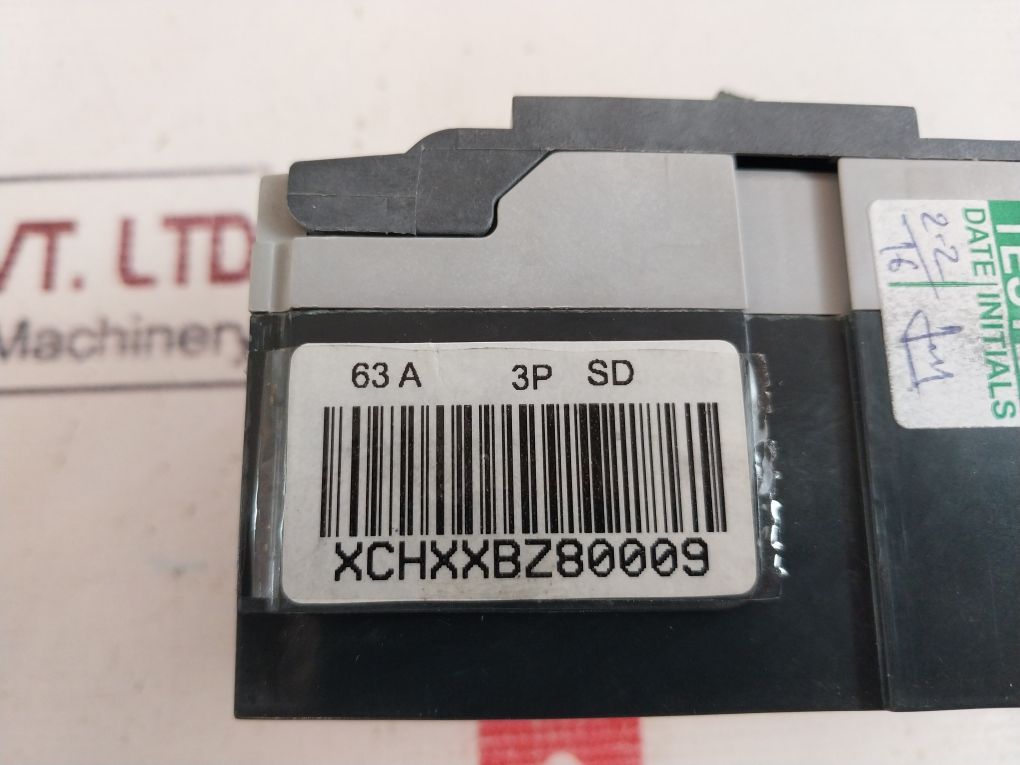 VT. LTD
Machinery
63 A 3P SD
XCHXXBZ80009
DATE INITIALS
2-2
16